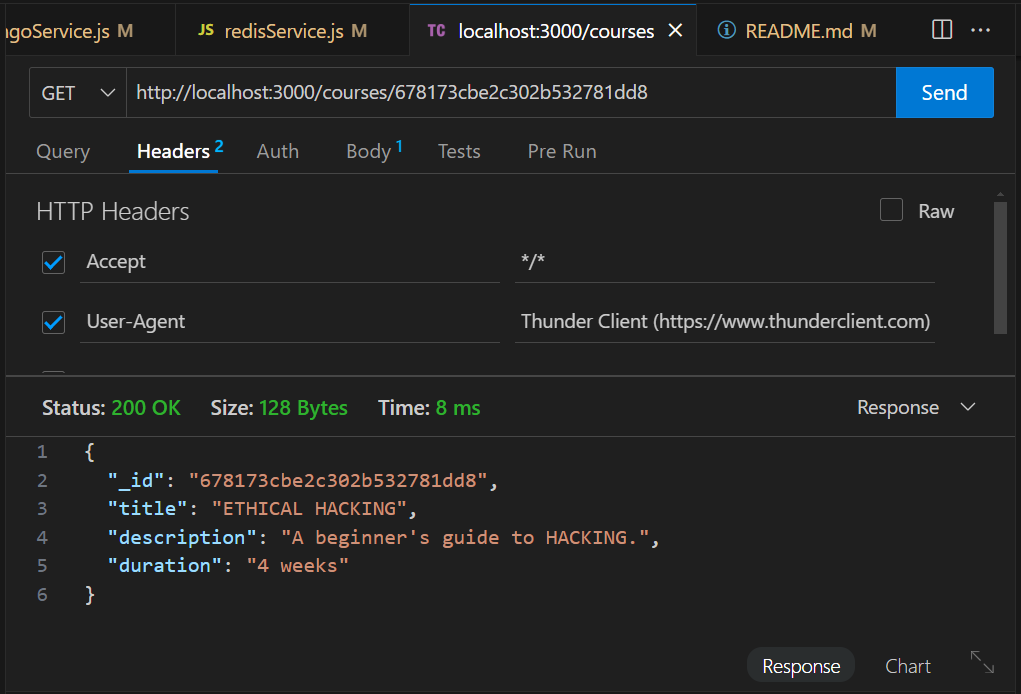 ngoService.js M JS redisService.js M TC localhost:3000/courses README.md M ...
GET http://localhost:3000/courses/678173cbe2c302b532781dd8 Send
Query Headers 2 Auth Body 1 Tests Pre Run
HTTP Headers Raw
Accept */*
User-Agent Thunder Client (https://www.thunderclient.com)
Status: 200 OK Size: 128 Bytes Time: 8 ms Response
1 {
2 "_id": "678173cbe2c302b532781dd8",
3 "title": "ETHICAL HACKING",
4 "description": "A beginner's guide to HACKING.",
5 "duration": "4 weeks"
6 }
Response Chart